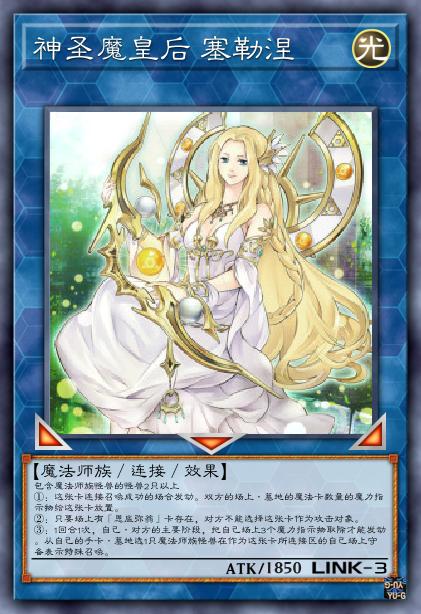 神圣魔皇后 塞勒涅
光
【魔法师族/连接/效果】
包含魔法师族怪兽的怪兽2只以上
①：这张卡连接召唤成功的场合发动。双方的场上·墓地的魔法卡数量的魔力指
示物给这张卡放置。
②：只要场上有「恩底弥翁」卡存在，对方不能选择这张卡作为攻击对象。
③：1回合1次，自己·对方的主要阶段，把自己场上3个魔力指示物取除才能发动
。从自己的手卡·墓地选1只魔法师族怪兽在作为这张卡所连接区的自己场上守
备表示特殊召唤。
ATK/1850 LINK-3